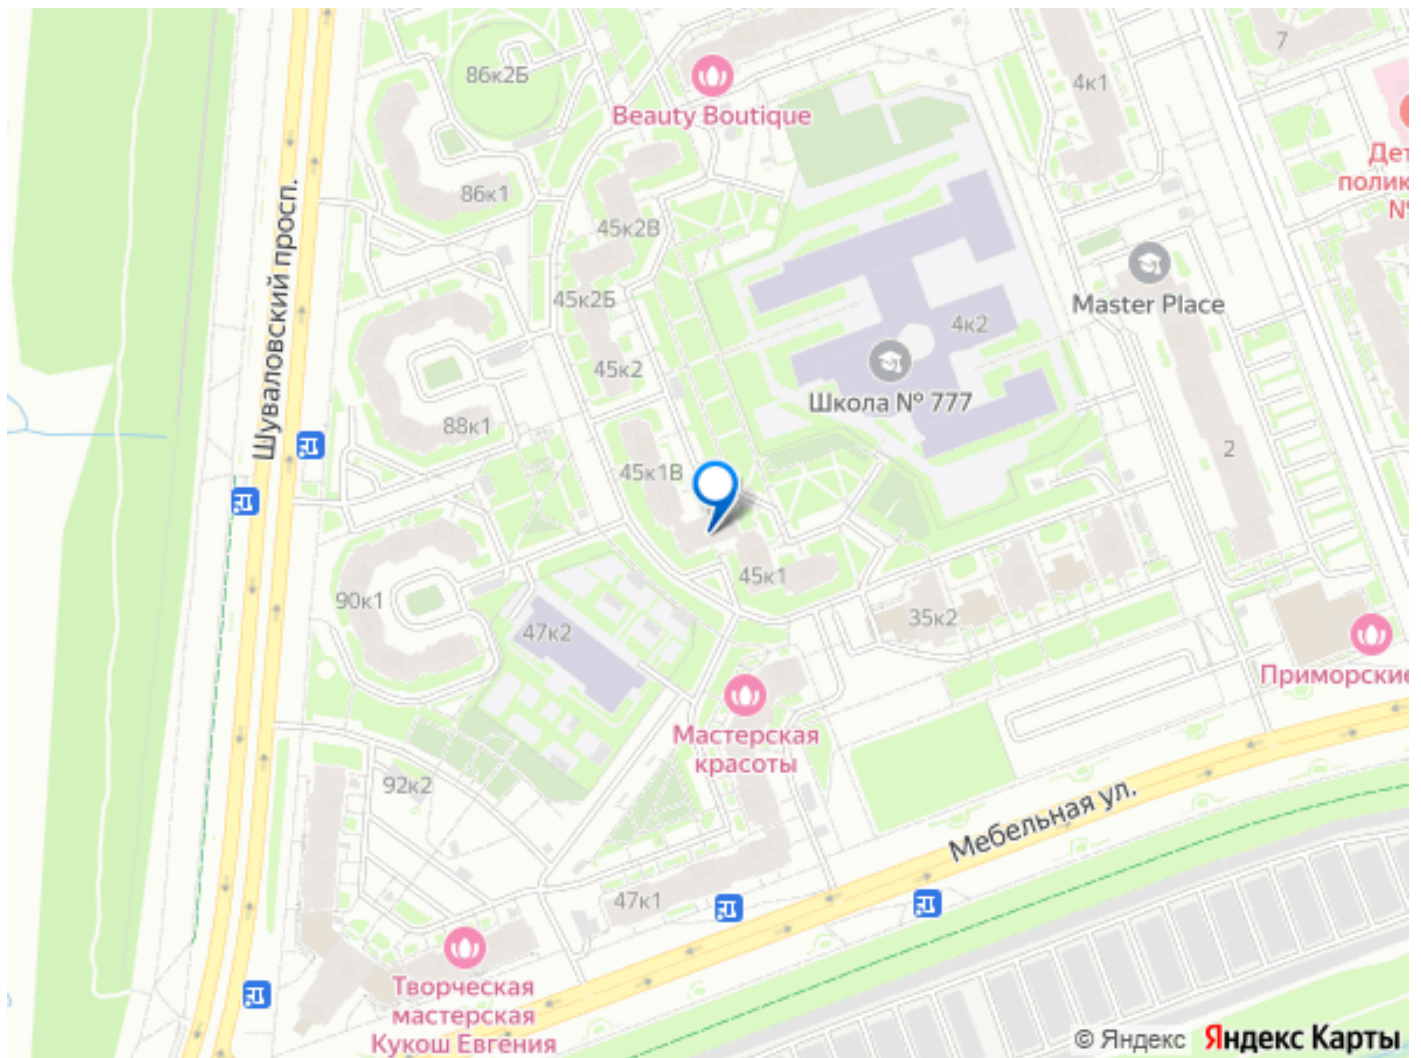 7
86к2Б
4к1
Beauty Boutique
Дет
полик
№
86к1
45к2В
Шуваловский просп.
Master Place
45к2Б
4к2
45к2
Школа № 777
88к1
2
45к1В
45к1
90к1
35к2
47к2
Приморские
Мастерская
красоты
92к2
Мебельная ул.
47к1
Творческая
мастерская
Кукош Евгения
© Яндекс Яндекс Карты